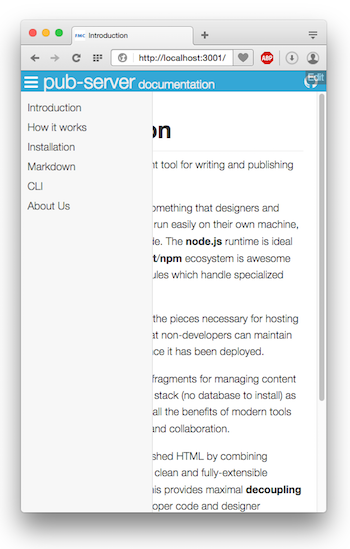 FMC Introduction
http://localhost:3001/
ABP
pub-server documentation
Edit
Introduction
How it works
Installation
Markdown
CLI
About Us
on
nt tool for writing and publishing
omething that designers and
run easily on their own machine,
de. The node.js runtime is ideal
t/npm ecosystem is awesome
ules which handle specialized
the pieces necessary for hosting
at non-developers can maintain
nce it has been deployed.
fragments for managing content
stack (no database to install) as
all the benefits of modern tools
and collaboration.
shed HTML by combining
clean and fully-extensible
his provides maximal decoupling
oper code and designer